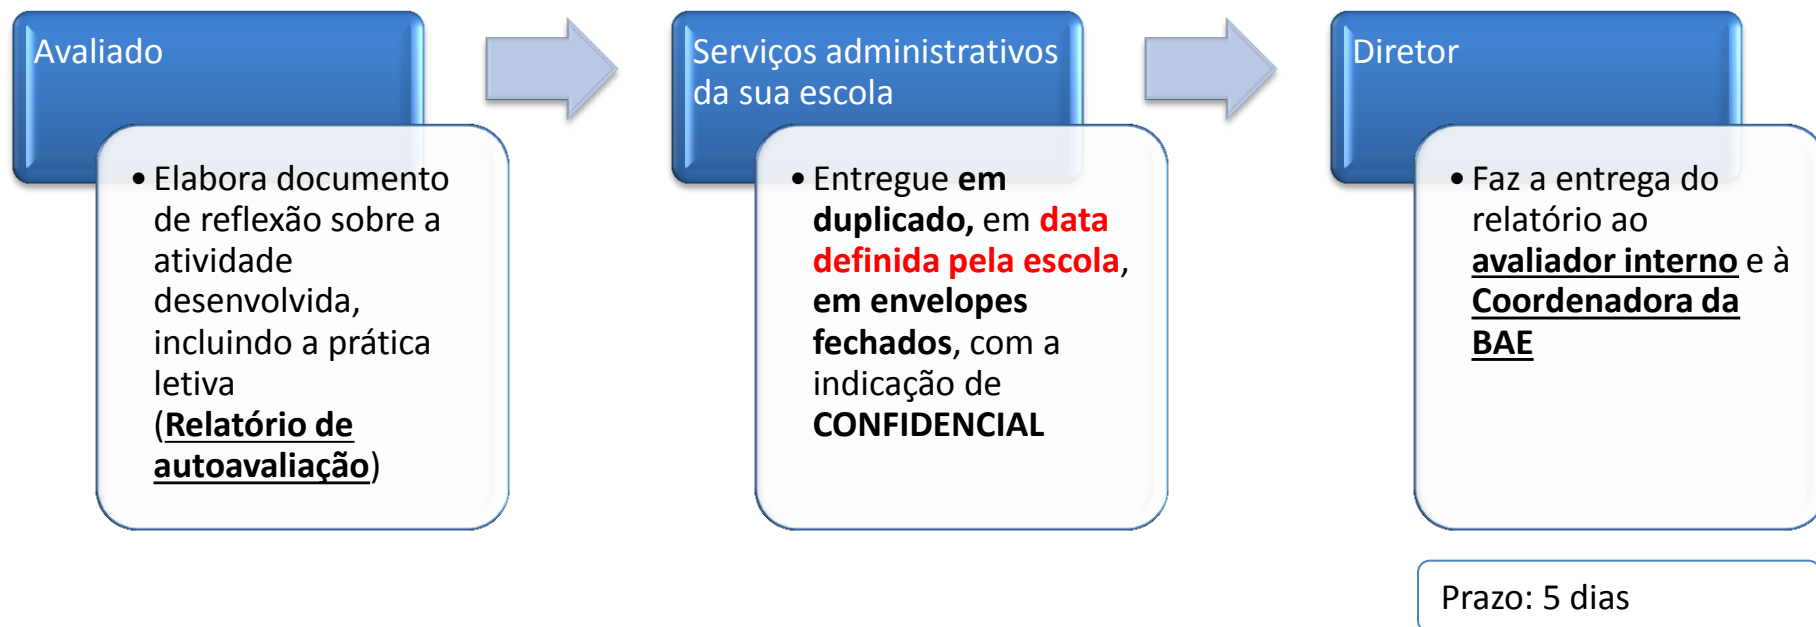 Avaliado
• Elabora documento
de reflexão sobre a
atividade
desenvolvida,
incluindo a prática
letiva
(Relatório de
autoavaliação)
Serviços administrativos
da sua escola
• Entregue em
duplicado, em data
definida pela escola,
em envelopes
fechados, com a
indicação de
CONFIDENCIAL
Diretor
• Faz a entrega do
relatório ao
avaliador interno e à
Coordenadora da
BAE
Prazo: 5 dias